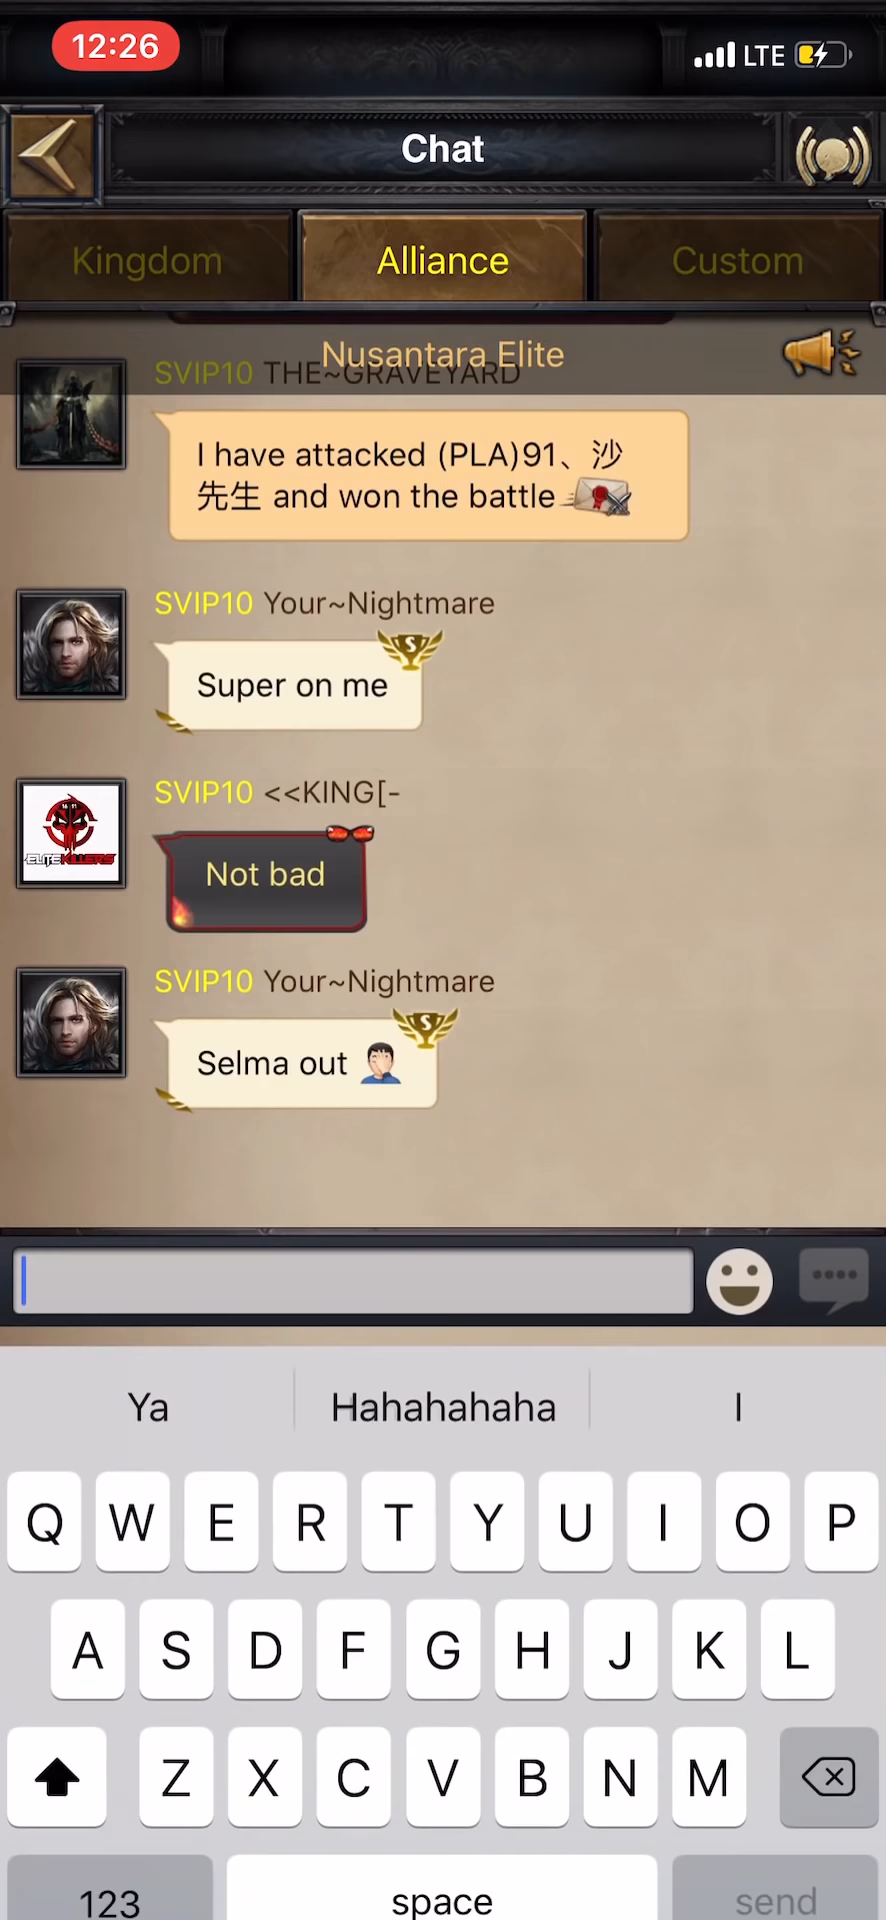 12:26
LTE
Chat
Kingdom
Alliance
Custom
Nusantara Elite
SVIP10 THE~GRAVEYARD
I have attacked (PLA)91、沙
先生 and won the battle
SVIP10 Your~Nightmare
S
Super on me
SVIP10 <<KING[-
ELITEKILLERS
Not bad
SVIP10 Your~Nightmare
S
Selma out 🤦🏻‍♂️
Ya
Hahahahaha
I
Q W E R T Y U I O P
A S D F G H J K L
Z X C V B N M
123
space
send